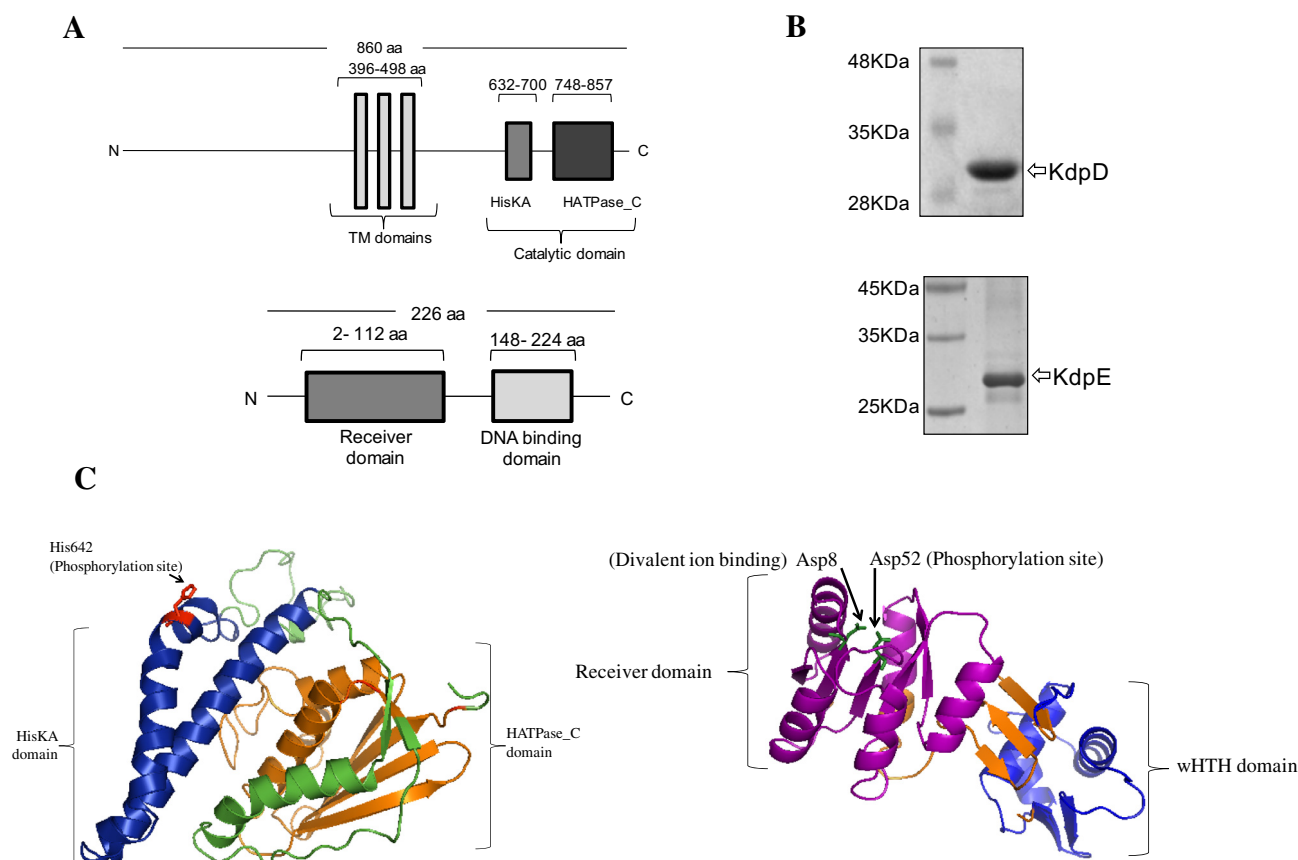 A
860 aa
396-498 aa
632-700
748-857
N
C
HisKA
HATPase_C
TM domains
Catalytic domain
226 aa
2- 112 aa
148- 224 aa
N
C
Receiver
domain
DNA binding
domain
B
48KDa
35KDa
28KDa
KdpD
45KDa
35KDa
25KDa
KdpE
C
His642
(Phosphorylation site)
HisKA
domain
HATPase_C
domain
(Divalent ion binding) Asp8
Asp52 (Phosphorylation site)
Receiver domain
wHTH domain